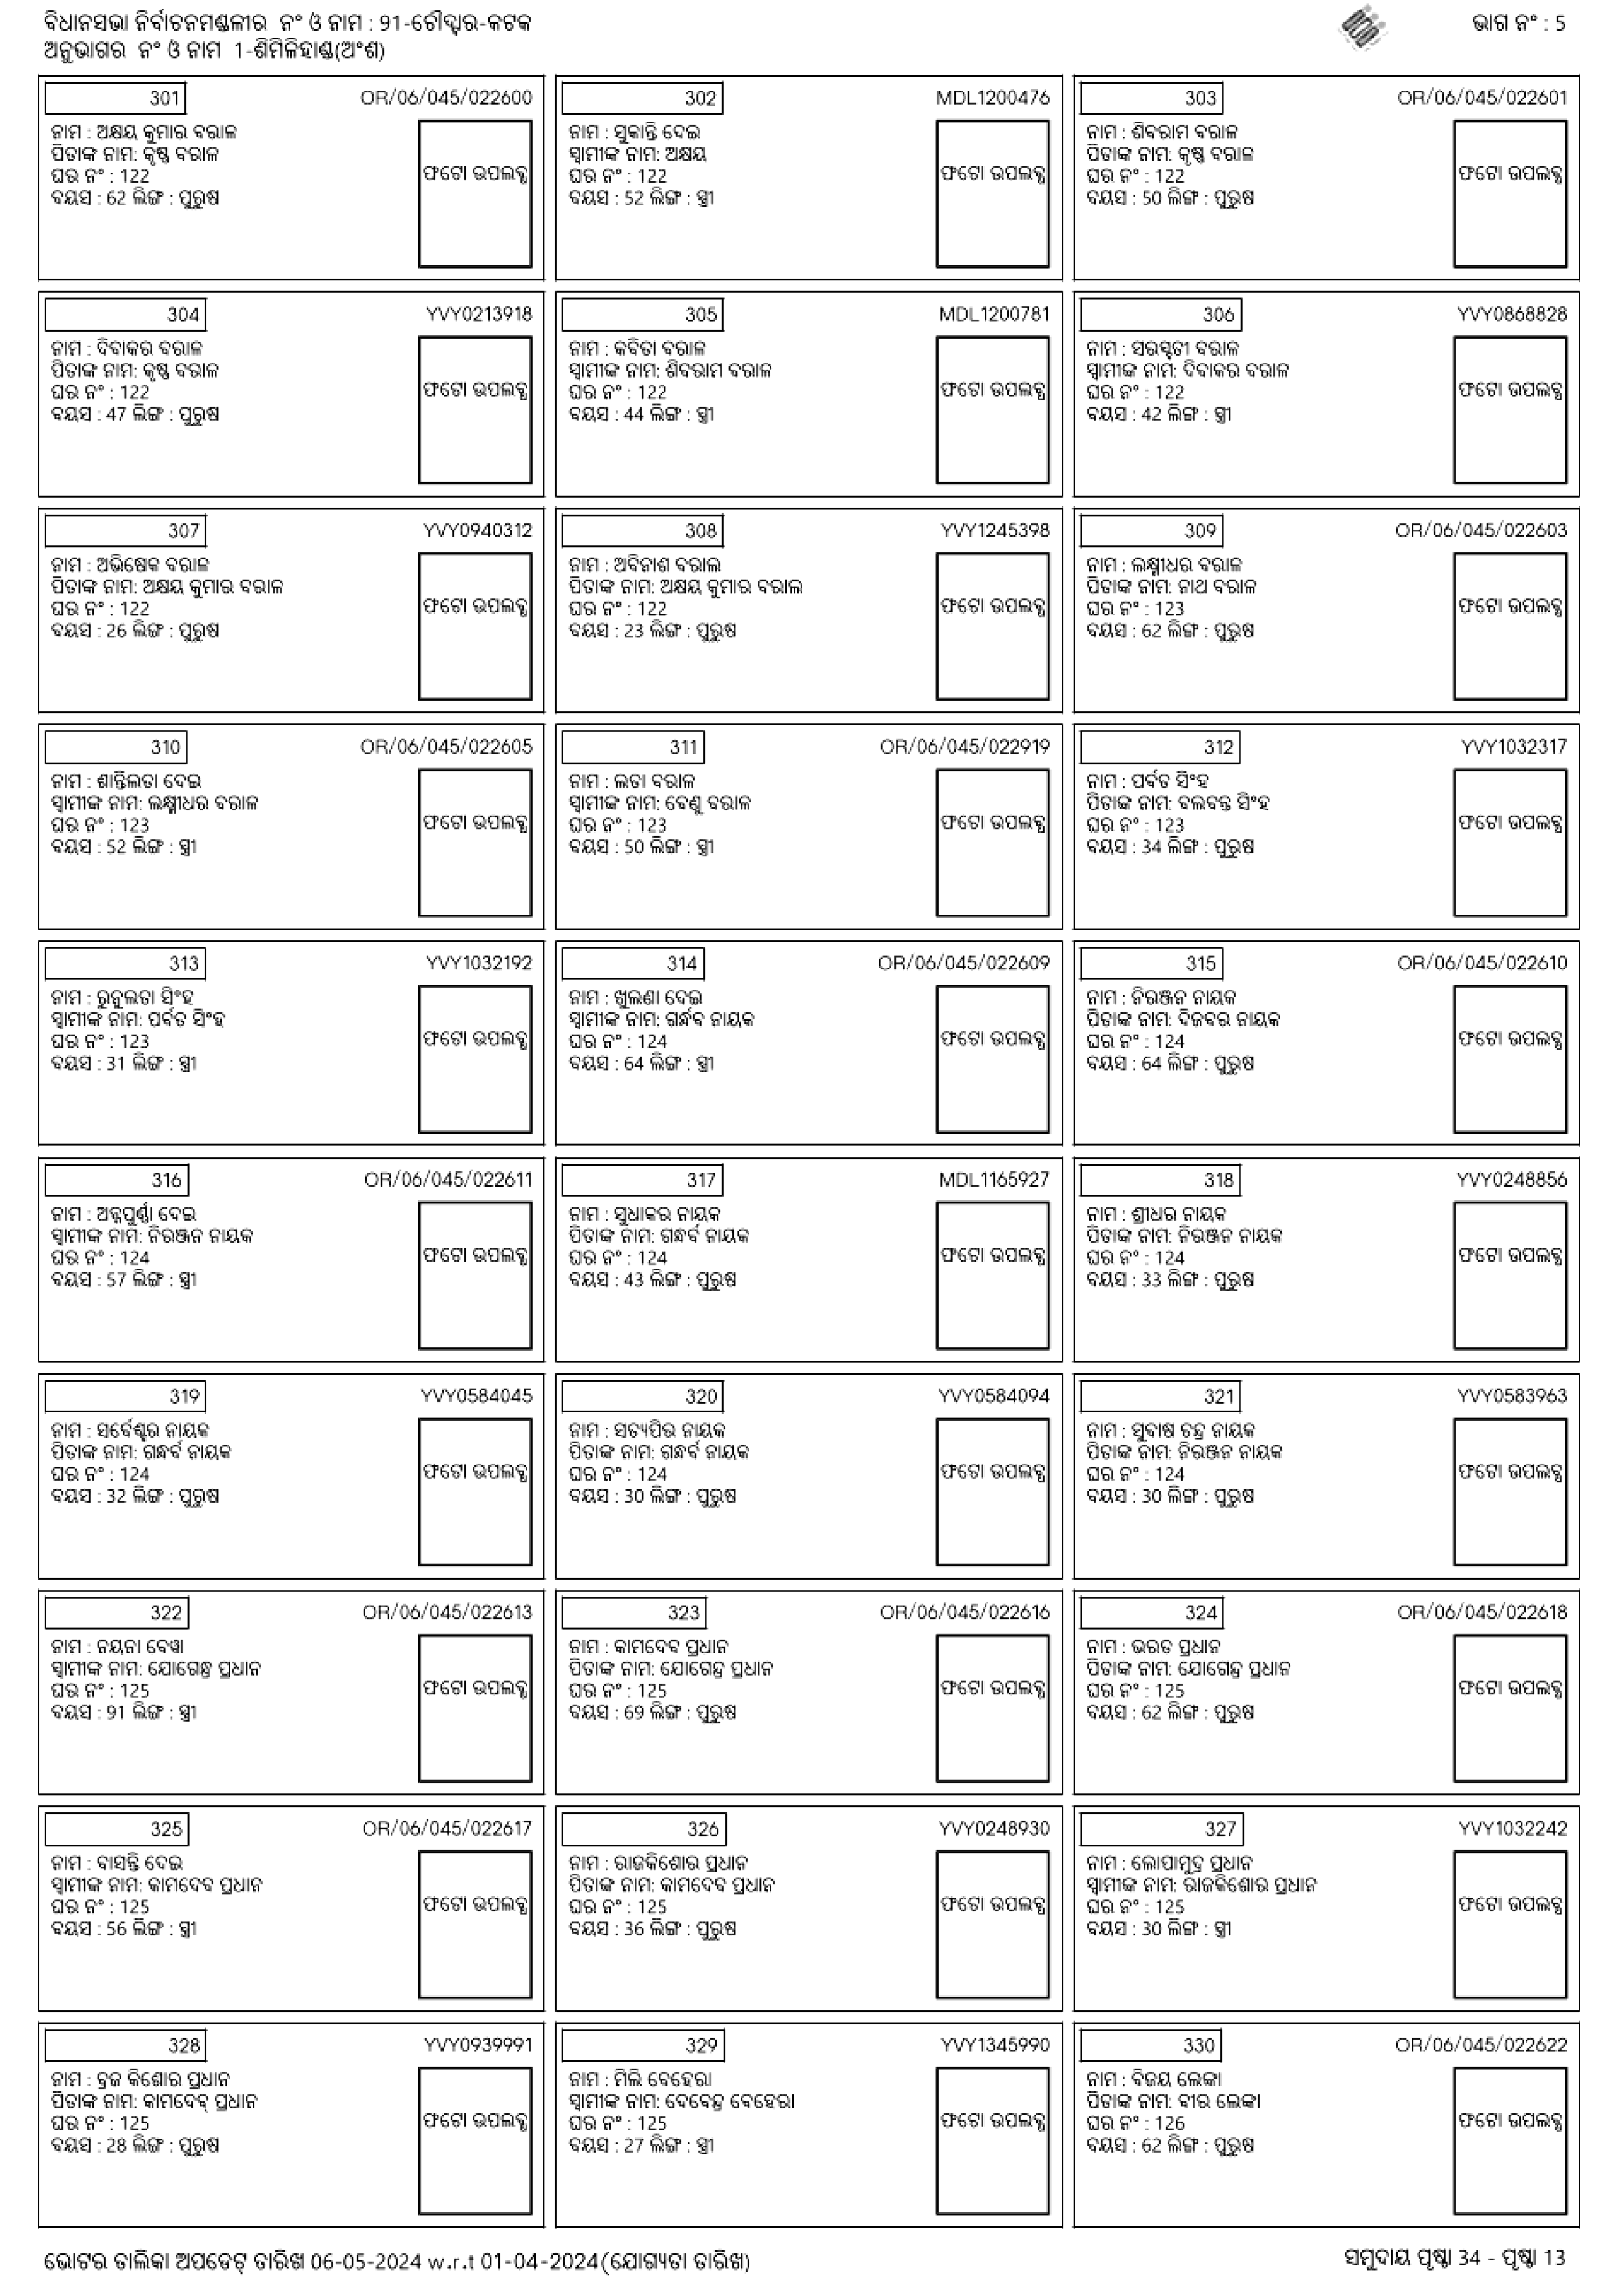 ବିଧାନସଭା ନିର୍ବାଚନମଣ୍ଡଳୀର ନଂ ଓ ନାମ : 91-ଚୌଦ୍ୱାର-କଟକ
ଭାଗ ନଂ : 5
ଅନୁଭାଗର ନଂ ଓ ନାମ 1-ଶିମିଳିହାଣ୍ଡା(ଅଂଶ)
301 OR/06/045/022600
ନାମ : ଅକ୍ଷୟ କୁମାର ବରାଳ
ପିତାଙ୍କ ନାମ: କୃଷ୍ଣ ବରାଳ
ଘର ନଂ : 122
ବୟସ : 62 ଲିଙ୍ଗ : ପୁରୁଷ
ଫଟୋ ଉପଲବ୍ଧ
302 MDL1200476
ନାମ : ସୁକାନ୍ତି ଦେଇ
ସ୍ୱାମୀଙ୍କ ନାମ: ଅକ୍ଷୟ
ଘର ନଂ : 122
ବୟସ : 52 ଲିଙ୍ଗ : ସ୍ତ୍ରୀ
ଫଟୋ ଉପଲବ୍ଧ
303 OR/06/045/022601
ନାମ : ଶିବରାମ ବରାଳ
ପିତାଙ୍କ ନାମ: କୃଷ୍ଣ ବରାଳ
ଘର ନଂ : 122
ବୟସ : 50 ଲିଙ୍ଗ : ପୁରୁଷ
ଫଟୋ ଉପଲବ୍ଧ
304 YVY0213918
ନାମ : ଦିବାକର ବରାଳ
ପିତାଙ୍କ ନାମ: କୃଷ୍ଣ ବରାଳ
ଘର ନଂ : 122
ବୟସ : 47 ଲିଙ୍ଗ : ପୁରୁଷ
ଫଟୋ ଉପଲବ୍ଧ
305 MDL1200781
ନାମ : କବିତା ବରାଳ
ସ୍ୱାମୀଙ୍କ ନାମ: ଶିବରାମ ବରାଳ
ଘର ନଂ : 122
ବୟସ : 44 ଲିଙ୍ଗ : ସ୍ତ୍ରୀ
ଫଟୋ ଉପଲବ୍ଧ
306 YVY0868828
ନାମ : ସରସ୍ୱତୀ ବରାଳ
ସ୍ୱାମୀଙ୍କ ନାମ: ଦିବାକର ବରାଳ
ଘର ନଂ : 122
ବୟସ : 42 ଲିଙ୍ଗ : ସ୍ତ୍ରୀ
ଫଟୋ ଉପଲବ୍ଧ
307 YVY0940312
ନାମ : ଅଭିଷେକ ବରାଳ
ପିତାଙ୍କ ନାମ: ଅକ୍ଷୟ କୁମାର ବରାଳ
ଘର ନଂ : 122
ବୟସ : 26 ଲିଙ୍ଗ : ପୁରୁଷ
ଫଟୋ ଉପଲବ୍ଧ
308 YVY1245398
ନାମ : ଅବିନାଶ ବରାଲ
ପିତାଙ୍କ ନାମ: ଅକ୍ଷୟ କୁମାର ବରାଲ
ଘର ନଂ : 122
ବୟସ : 23 ଲିଙ୍ଗ : ପୁରୁଷ
ଫଟୋ ଉପଲବ୍ଧ
309 OR/06/045/022603
ନାମ : ଲକ୍ଷ୍ମୀଧର ବରାଳ
ପିତାଙ୍କ ନାମ: ନାଥ ବରାଳ
ଘର ନଂ : 123
ବୟସ : 62 ଲିଙ୍ଗ : ପୁରୁଷ
ଫଟୋ ଉପଲବ୍ଧ
310 OR/06/045/022605
ନାମ : ଶାନ୍ତିଲତା ଦେଇ
ସ୍ୱାମୀଙ୍କ ନାମ: ଲକ୍ଷ୍ମୀଧର ବରାଳ
ଘର ନଂ : 123
ବୟସ : 52 ଲିଙ୍ଗ : ସ୍ତ୍ରୀ
ଫଟୋ ଉପଲବ୍ଧ
311 OR/06/045/022919
ନାମ : ଲତା ବରାଳ
ସ୍ୱାମୀଙ୍କ ନାମ: ବେଣୁ ବରାଳ
ଘର ନଂ : 123
ବୟସ : 50 ଲିଙ୍ଗ : ସ୍ତ୍ରୀ
ଫଟୋ ଉପଲବ୍ଧ
312 YVY1032317
ନାମ : ପର୍ବତ ସିଂହ
ପିତାଙ୍କ ନାମ: ବଲବନ୍ତ ସିଂହ
ଘର ନଂ : 123
ବୟସ : 34 ଲିଙ୍ଗ : ପୁରୁଷ
ଫଟୋ ଉପଲବ୍ଧ
313 YVY1032192
ନାମ : ରୁନୁଲତା ସିଂହ
ସ୍ୱାମୀଙ୍କ ନାମ: ପର୍ବତ ସିଂହ
ଘର ନଂ : 123
ବୟସ : 31 ଲିଙ୍ଗ : ସ୍ତ୍ରୀ
ଫଟୋ ଉପଲବ୍ଧ
314 OR/06/045/022609
ନାମ : ଖୁଲଣା ଦେଇ
ସ୍ୱାମୀଙ୍କ ନାମ: ଗର୍ନ୍ଧବ ନାୟକ
ଘର ନଂ : 124
ବୟସ : 64 ଲିଙ୍ଗ : ସ୍ତ୍ରୀ
ଫଟୋ ଉପଲବ୍ଧ
315 OR/06/045/022610
ନାମ : ନିରଞ୍ଜନ ନାୟକ
ପିତାଙ୍କ ନାମ: ଦିଜବର ନାୟକ
ଘର ନଂ : 124
ବୟସ : 64 ଲିଙ୍ଗ : ପୁରୁଷ
ଫଟୋ ଉପଲବ୍ଧ
316 OR/06/045/022611
ନାମ : ଅନ୍ନପୁର୍ଣ୍ଣା ଦେଇ
ସ୍ୱାମୀଙ୍କ ନାମ: ନିରଞ୍ଜନ ନାୟକ
ଘର ନଂ : 124
ବୟସ : 57 ଲିଙ୍ଗ : ସ୍ତ୍ରୀ
ଫଟୋ ଉପଲବ୍ଧ
317 MDL1165927
ନାମ : ସୁଧାକର ନାୟକ
ପିତାଙ୍କ ନାମ: ଗନ୍ଧର୍ବ ନାୟକ
ଘର ନଂ : 124
ବୟସ : 43 ଲିଙ୍ଗ : ପୁରୁଷ
ଫଟୋ ଉପଲବ୍ଧ
318 YVY0248856
ନାମ : ଶ୍ରୀଧର ନାୟକ
ପିତାଙ୍କ ନାମ: ନିରଞ୍ଜନ ନାୟକ
ଘର ନଂ : 124
ବୟସ : 33 ଲିଙ୍ଗ : ପୁରୁଷ
ଫଟୋ ଉପଲବ୍ଧ
319 YVY0584045
ନାମ : ସର୍ବେଶ୍ୱର ନାୟକ
ପିତାଙ୍କ ନାମ: ଗନ୍ଧର୍ବ ନାୟକ
ଘର ନଂ : 124
ବୟସ : 32 ଲିଙ୍ଗ : ପୁରୁଷ
ଫଟୋ ଉପଲବ୍ଧ
320 YVY0584094
ନାମ : ସତ୍ୟପିର ନାୟକ
ପିତାଙ୍କ ନାମ: ଗନ୍ଧର୍ବ ନାୟକ
ଘର ନଂ : 124
ବୟସ : 30 ଲିଙ୍ଗ : ପୁରୁଷ
ଫଟୋ ଉପଲବ୍ଧ
321 YVY0583963
ନାମ : ସୁବାଷ ଚନ୍ଦ୍ର ନାୟକ
ପିତାଙ୍କ ନାମ: ନିରଞ୍ଜନ ନାୟକ
ଘର ନଂ : 124
ବୟସ : 30 ଲିଙ୍ଗ : ପୁରୁଷ
ଫଟୋ ଉପଲବ୍ଧ
322 OR/06/045/022613
ନାମ : ନୟନା ବେୱା
ସ୍ୱାମୀଙ୍କ ନାମ: ଯୋଗେନ୍ଧ୍ର ପ୍ରଧାନ
ଘର ନଂ : 125
ବୟସ : 91 ଲିଙ୍ଗ : ସ୍ତ୍ରୀ
ଫଟୋ ଉପଲବ୍ଧ
323 OR/06/045/022616
ନାମ : କାମଦେବ ପ୍ରଧାନ
ପିତାଙ୍କ ନାମ: ଯୋଗେନ୍ଦ୍ର ପ୍ରଧାନ
ଘର ନଂ : 125
ବୟସ : 69 ଲିଙ୍ଗ : ପୁରୁଷ
ଫଟୋ ଉପଲବ୍ଧ
324 OR/06/045/022618
ନାମ : ଭରତ ପ୍ରଧାନ
ପିତାଙ୍କ ନାମ: ଯୋଗେନ୍ଦ୍ର ପ୍ରଧାନ
ଘର ନଂ : 125
ବୟସ : 62 ଲିଙ୍ଗ : ପୁରୁଷ
ଫଟୋ ଉପଲବ୍ଧ
325 OR/06/045/022617
ନାମ : ବାସନ୍ତି ଦେଇ
ସ୍ୱାମୀଙ୍କ ନାମ: କାମଦେବ ପ୍ରଧାନ
ଘର ନଂ : 125
ବୟସ : 56 ଲିଙ୍ଗ : ସ୍ତ୍ରୀ
ଫଟୋ ଉପଲବ୍ଧ
326 YVY0248930
ନାମ : ରାଜକିଶୋର ପ୍ରଧାନ
ପିତାଙ୍କ ନାମ: କାମଦେବ ପ୍ରଧାନ
ଘର ନଂ : 125
ବୟସ : 36 ଲିଙ୍ଗ : ପୁରୁଷ
ଫଟୋ ଉପଲବ୍ଧ
327 YVY1032242
ନାମ : ଲୋପାମୁଦ୍ର ପ୍ରଧାନ
ସ୍ୱାମୀଙ୍କ ନାମ: ରାଜକିଶୋର ପ୍ରଧାନ
ଘର ନଂ : 125
ବୟସ : 30 ଲିଙ୍ଗ : ସ୍ତ୍ରୀ
ଫଟୋ ଉପଲବ୍ଧ
328 YVY0939991
ନାମ : ବ୍ରଜ କିଶୋର ପ୍ରଧାନ
ପିତାଙ୍କ ନାମ: କାମଦେବ୍ ପ୍ରଧାନ
ଘର ନଂ : 125
ବୟସ : 28 ଲିଙ୍ଗ : ପୁରୁଷ
ଫଟୋ ଉପଲବ୍ଧ
329 YVY1345990
ନାମ : ମିଲି ବେହେରା
ସ୍ୱାମୀଙ୍କ ନାମ: ଦେବେନ୍ଦ୍ର ବେହେରା
ଘର ନଂ : 125
ବୟସ : 27 ଲିଙ୍ଗ : ସ୍ତ୍ରୀ
ଫଟୋ ଉପଲବ୍ଧ
330 OR/06/045/022622
ନାମ : ବିଜୟ ଲେଙ୍କା
ପିତାଙ୍କ ନାମ: ବୀର ଲେଙ୍କା
ଘର ନଂ : 126
ବୟସ : 62 ଲିଙ୍ଗ : ପୁରୁଷ
ଫଟୋ ଉପଲବ୍ଧ
ଭୋଟର ତାଲିକା ଅପଡେଟ୍ ତାରିଖ 06-05-2024 w.r.t 01-04-2024(ଯୋଗ୍ୟତା ତାରିଖ)
ସମୁଦାୟ ପୃଷ୍ଠା 34 - ପୃଷ୍ଠା 13